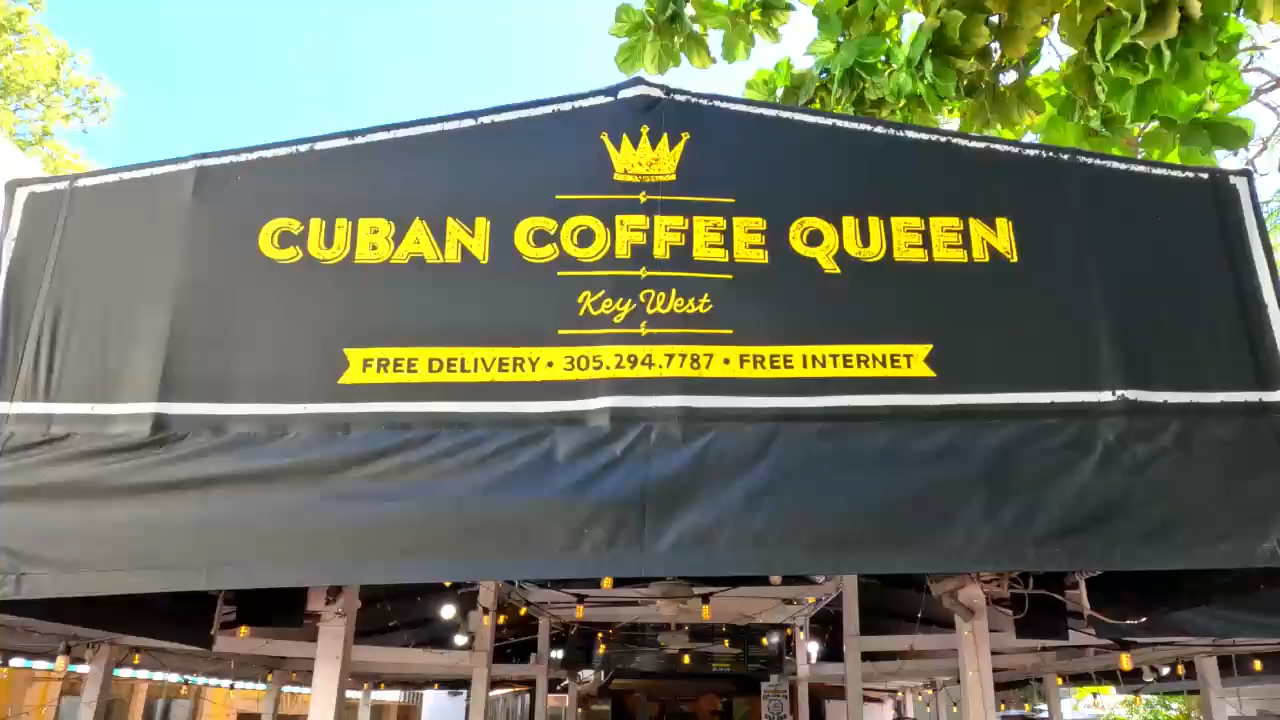 CUBAN COFFEE QUEEN
Key West
FREE DELIVERY • 305.294.7787 • FREE INTERNET